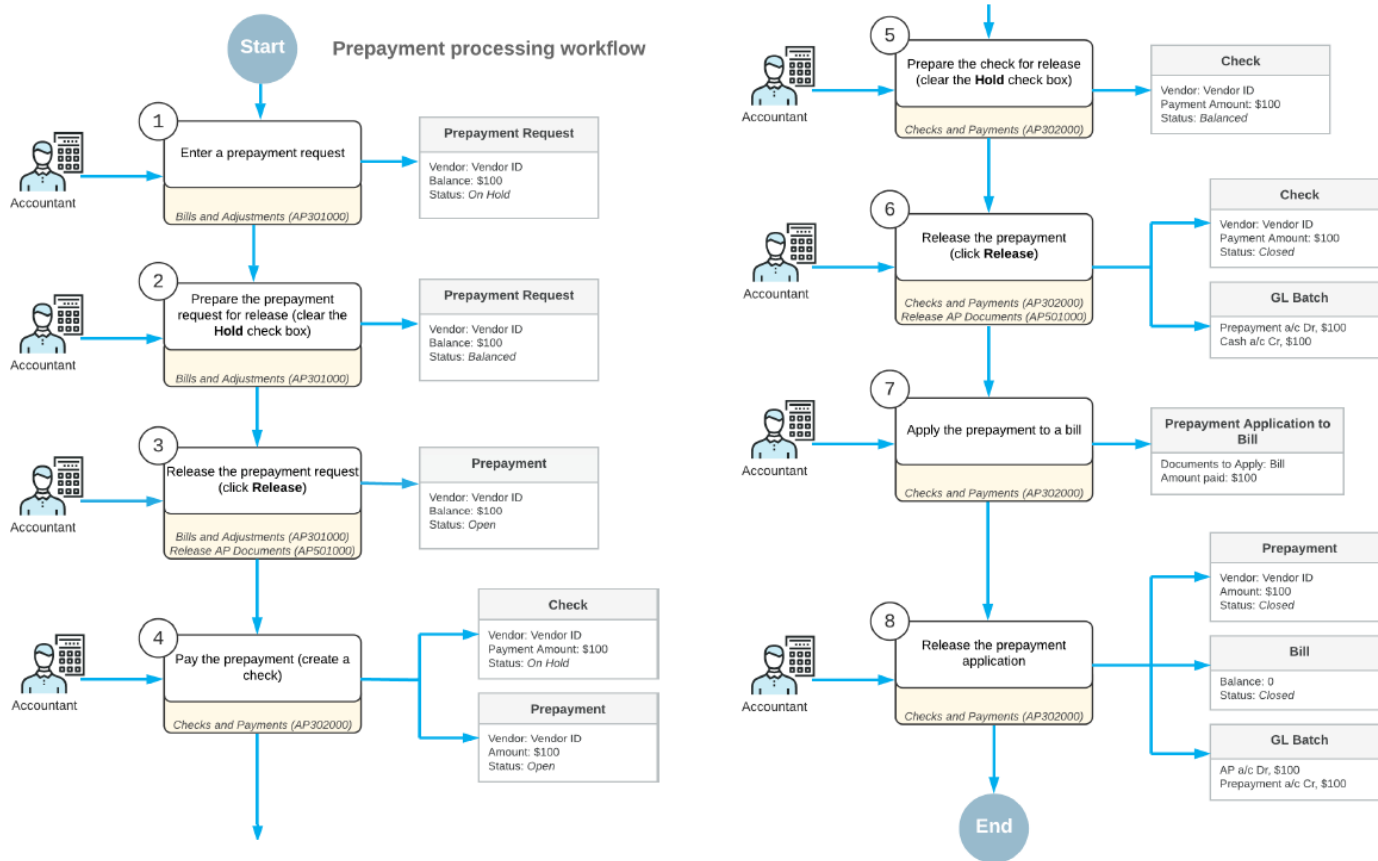 Start
Prepayment processing workflow
1
Enter a prepayment request
Bills and Adjustments (AP301000)
Accountant
Prepayment Request
Vendor: Vendor ID
Balance: $100
Status: On Hold
2
Prepare the prepayment
request for release (clear the
Hold check box)
Bills and Adjustments (AP301000)
Accountant
Prepayment Request
Vendor: Vendor ID
Balance: $100
Status: Balanced
3
Release the prepayment request
(click Release)
Bills and Adjustments (AP301000)
Release AP Documents (AP501000)
Accountant
Prepayment
Vendor: Vendor ID
Balance: $100
Status: Open
4
Pay the prepayment (create a
check)
Checks and Payments (AP302000)
Accountant
Check
Vendor: Vendor ID
Payment Amount: $100
Status: On Hold
Prepayment
Vendor: Vendor ID
Amount: $100
Status: Open
5
Prepare the check for release
(clear the Hold check box)
Checks and Payments (AP302000)
Accountant
Check
Vendor: Vendor ID
Payment Amount: $100
Status: Balanced
6
Release the prepayment
(click Release)
Checks and Payments (AP302000)
Release AP Documents (AP501000)
Accountant
Check
Vendor: Vendor ID
Payment Amount: $100
Status: Closed
GL Batch
Prepayment a/c Dr, $100
Cash a/c Cr, $100
7
Apply the prepayment to a bill
Checks and Payments (AP302000)
Accountant
Prepayment Application to
Bill
Documents to Apply: Bill
Amount paid: $100
8
Release the prepayment
application
Checks and Payments (AP302000)
Accountant
Prepayment
Vendor: Vendor ID
Amount: $100
Status: Closed
Bill
Balance: 0
Status: Closed
GL Batch
AP a/c Dr, $100
Prepayment a/c Cr, $100
End